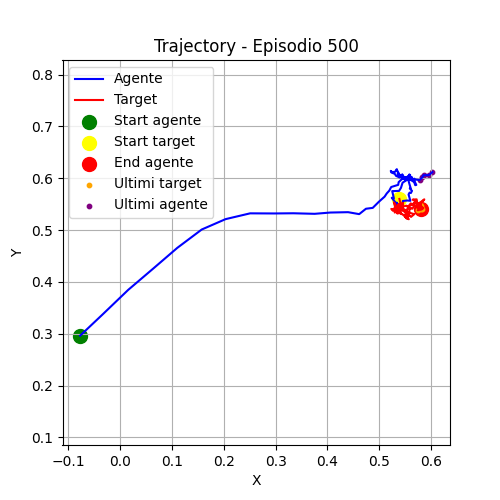 Trajectory - Episodio 500
Agente
Target
Start agente
Start target
End agente
Ultimi target
Ultimi agente
Y
0.8
0.7
0.6
0.5
0.4
0.3
0.2
0.1
−0.1 0.0 0.1 0.2 0.3 0.4 0.5 0.6
X